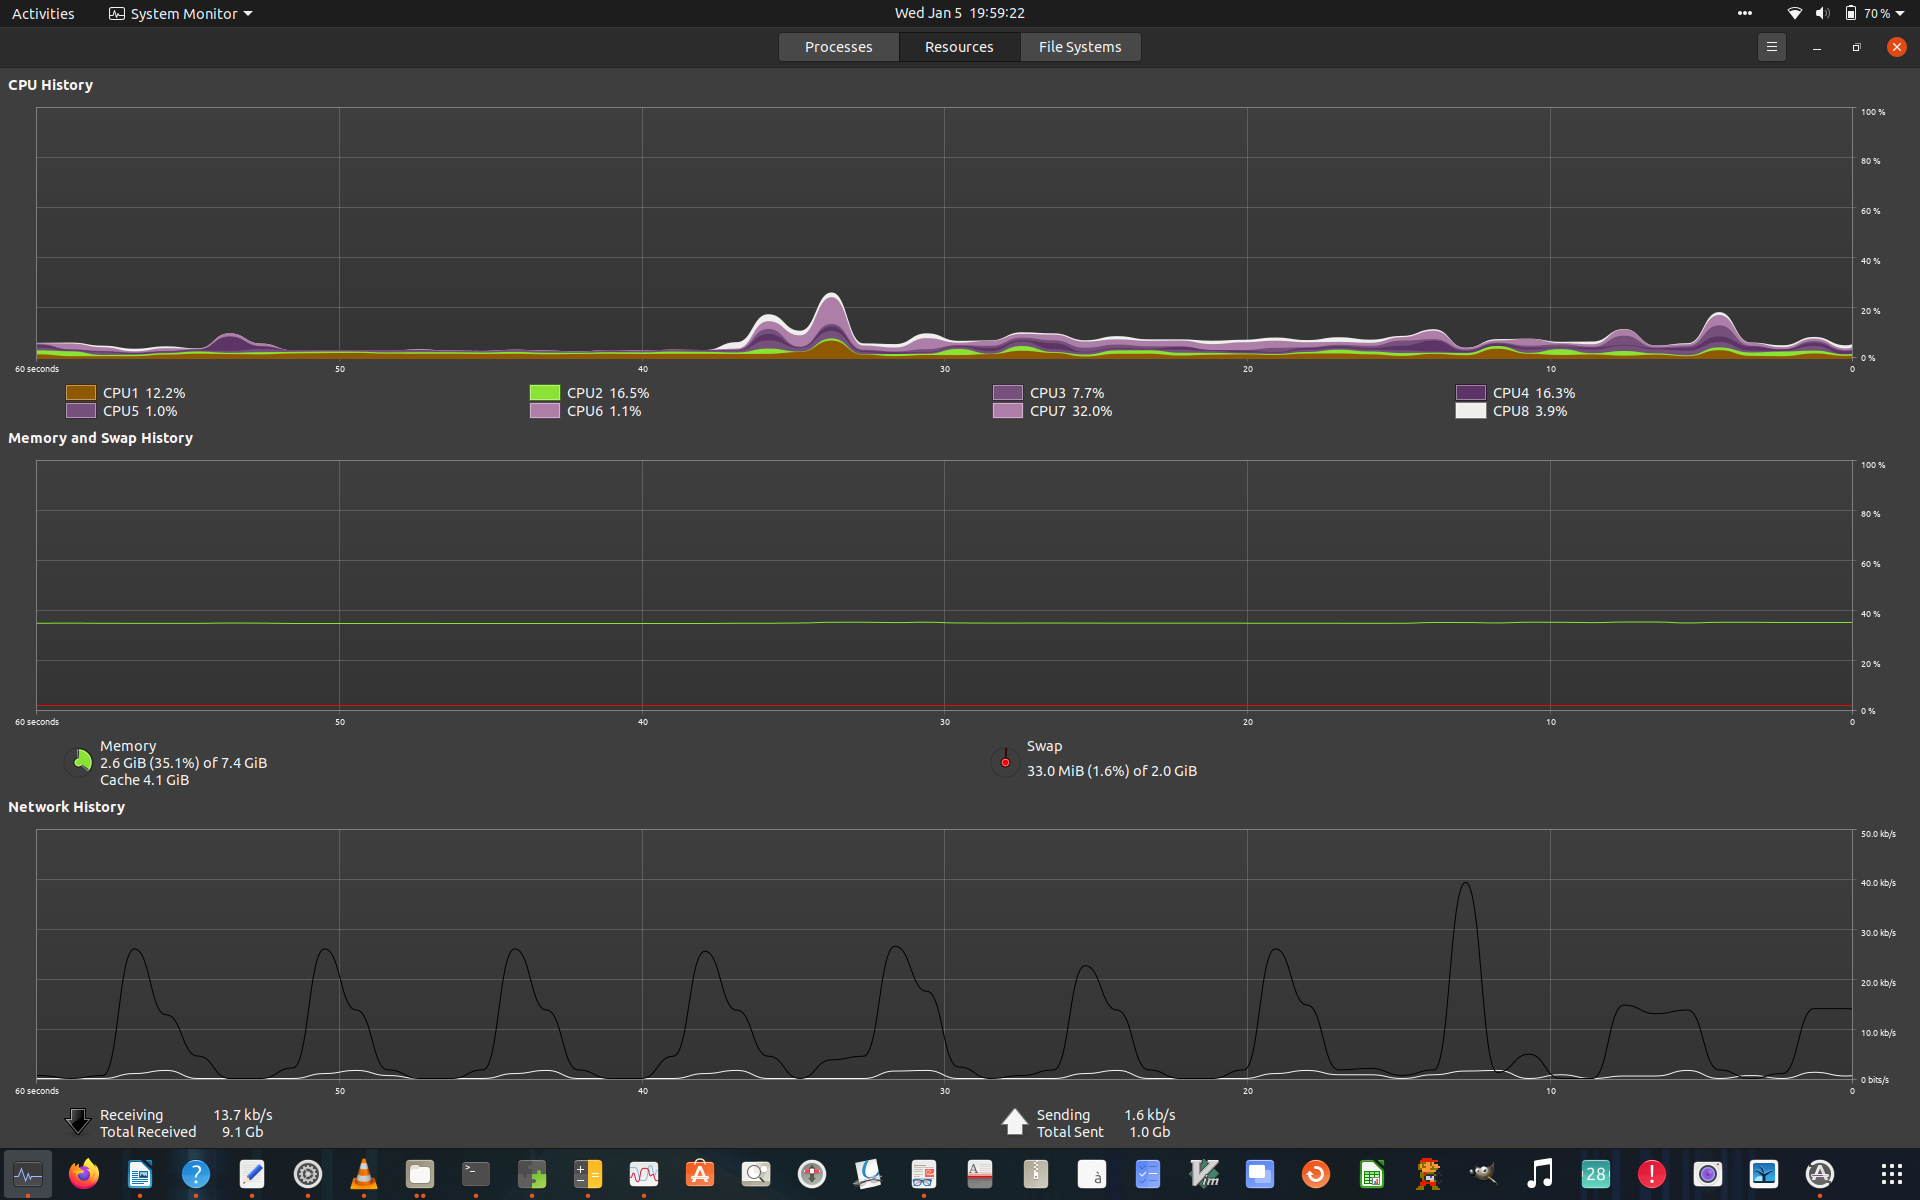 Activities System Monitor Wed Jan 5 19:59:22 70 %
Processes Resources File Systems
CPU History
100 %
80 %
60 %
40 %
20 %
0 %
60 seconds 50 40 30 20 10 0
CPU1 12.2% CPU2 16.5% CPU3 7.7% CPU4 16.3%
CPU5 1.0% CPU6 1.1% CPU7 32.0% CPU8 3.9%
Memory and Swap History
100 %
80 %
60 %
40 %
20 %
0 %
60 seconds 50 40 30 20 10 0
Memory
2.6 GiB (35.1%) of 7.4 GiB
Cache 4.1 GiB
Swap
33.0 MiB (1.6%) of 2.0 GiB
Network History
50.0 kb/s
40.0 kb/s
30.0 kb/s
20.0 kb/s
10.0 kb/s
0 bits/s
60 seconds 50 40 30 20 10 0
Receiving 13.7 kb/s
Total Received 9.1 Gb
Sending 1.6 kb/s
Total Sent 1.0 Gb
? >_ A à Vim 28 !